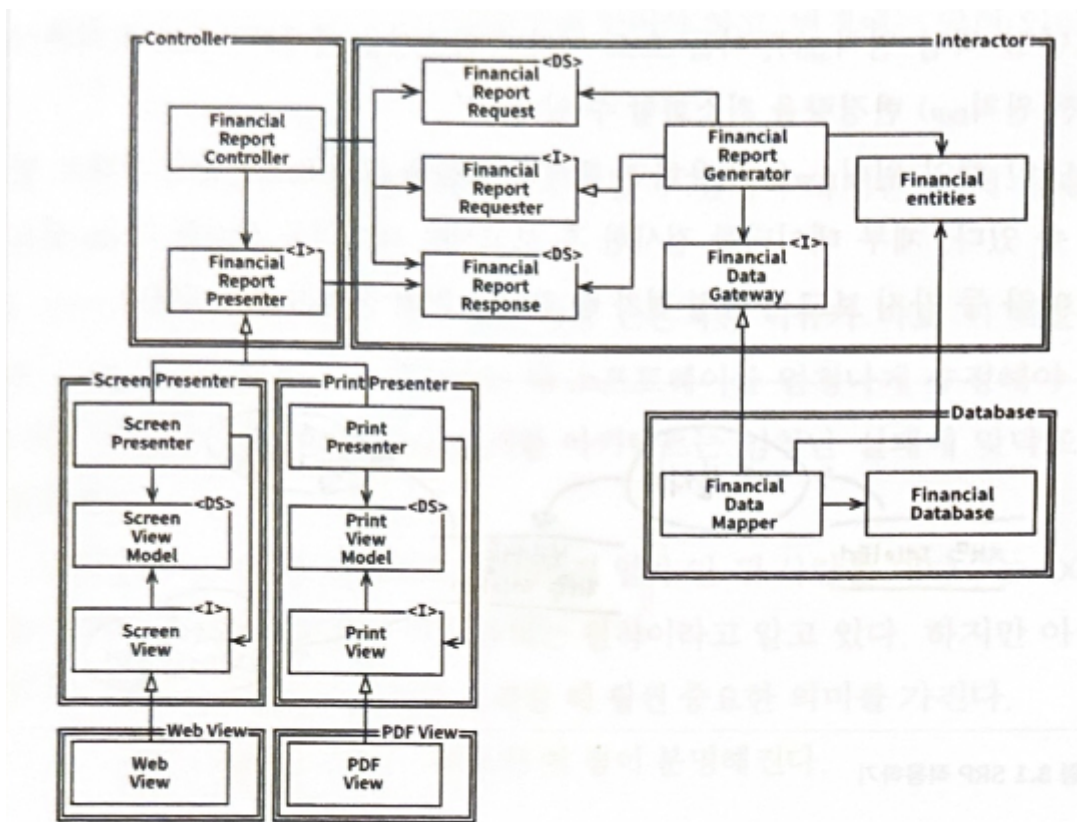 Controller
Interactor
Financial
Report
Controller
<I>
Financial
Report
Presenter
<DS>
Financial
Report
Request
<I>
Financial
Report
Requester
<DS>
Financial
Report
Response
Financial
Report
Generator
<I>
Financial
Data
Gateway
Financial
entities
Screen Presenter
Screen
Presenter
<DS>
Screen
View
Model
<I>
Screen
View
Print Presenter
Print
Presenter
<DS>
Print
View
Model
<I>
Print
View
Database
Financial
Data
Mapper
Financial
Database
Web View
Web
View
PDF View
PDF
View